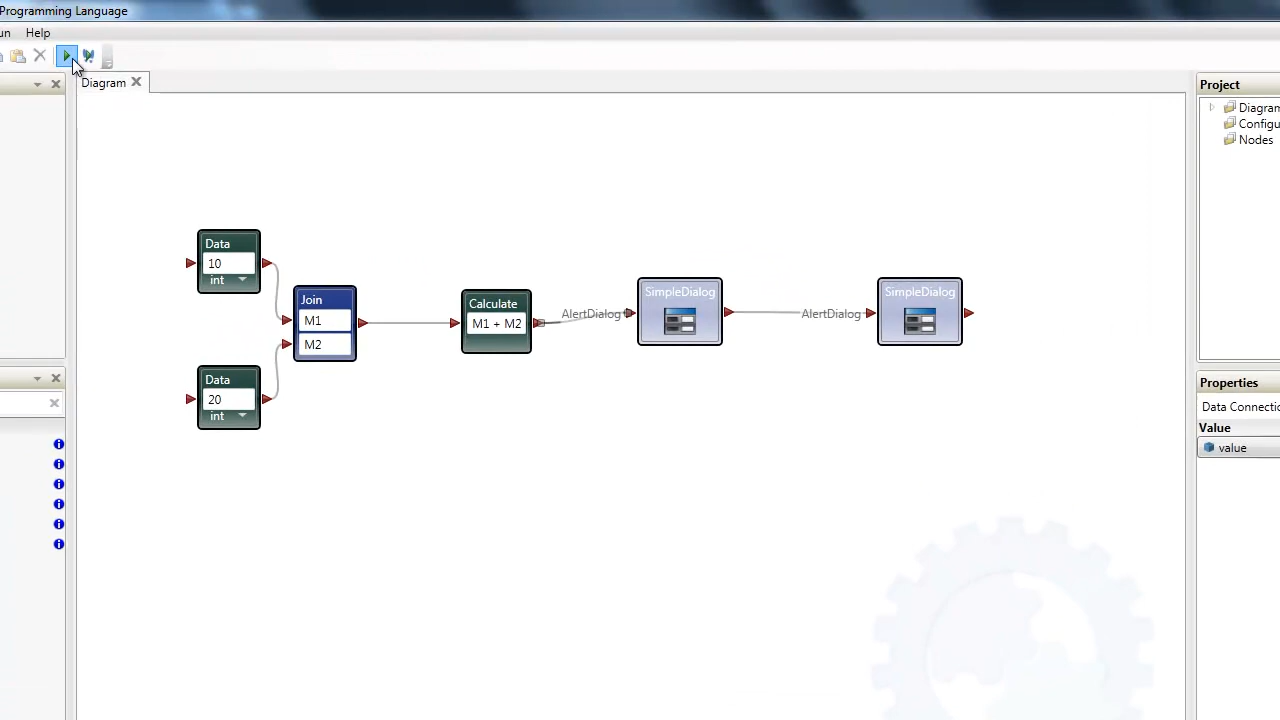 Programming Language
un
Help
Diagram
Project
Diagram
Configu
Nodes
Data
10
int
Join
M1
M2
Calculate
M1 + M2
AlertDialog
SimpleDialog
AlertDialog
SimpleDialog
Data
20
int
Properties
Data Connectio
Value
value